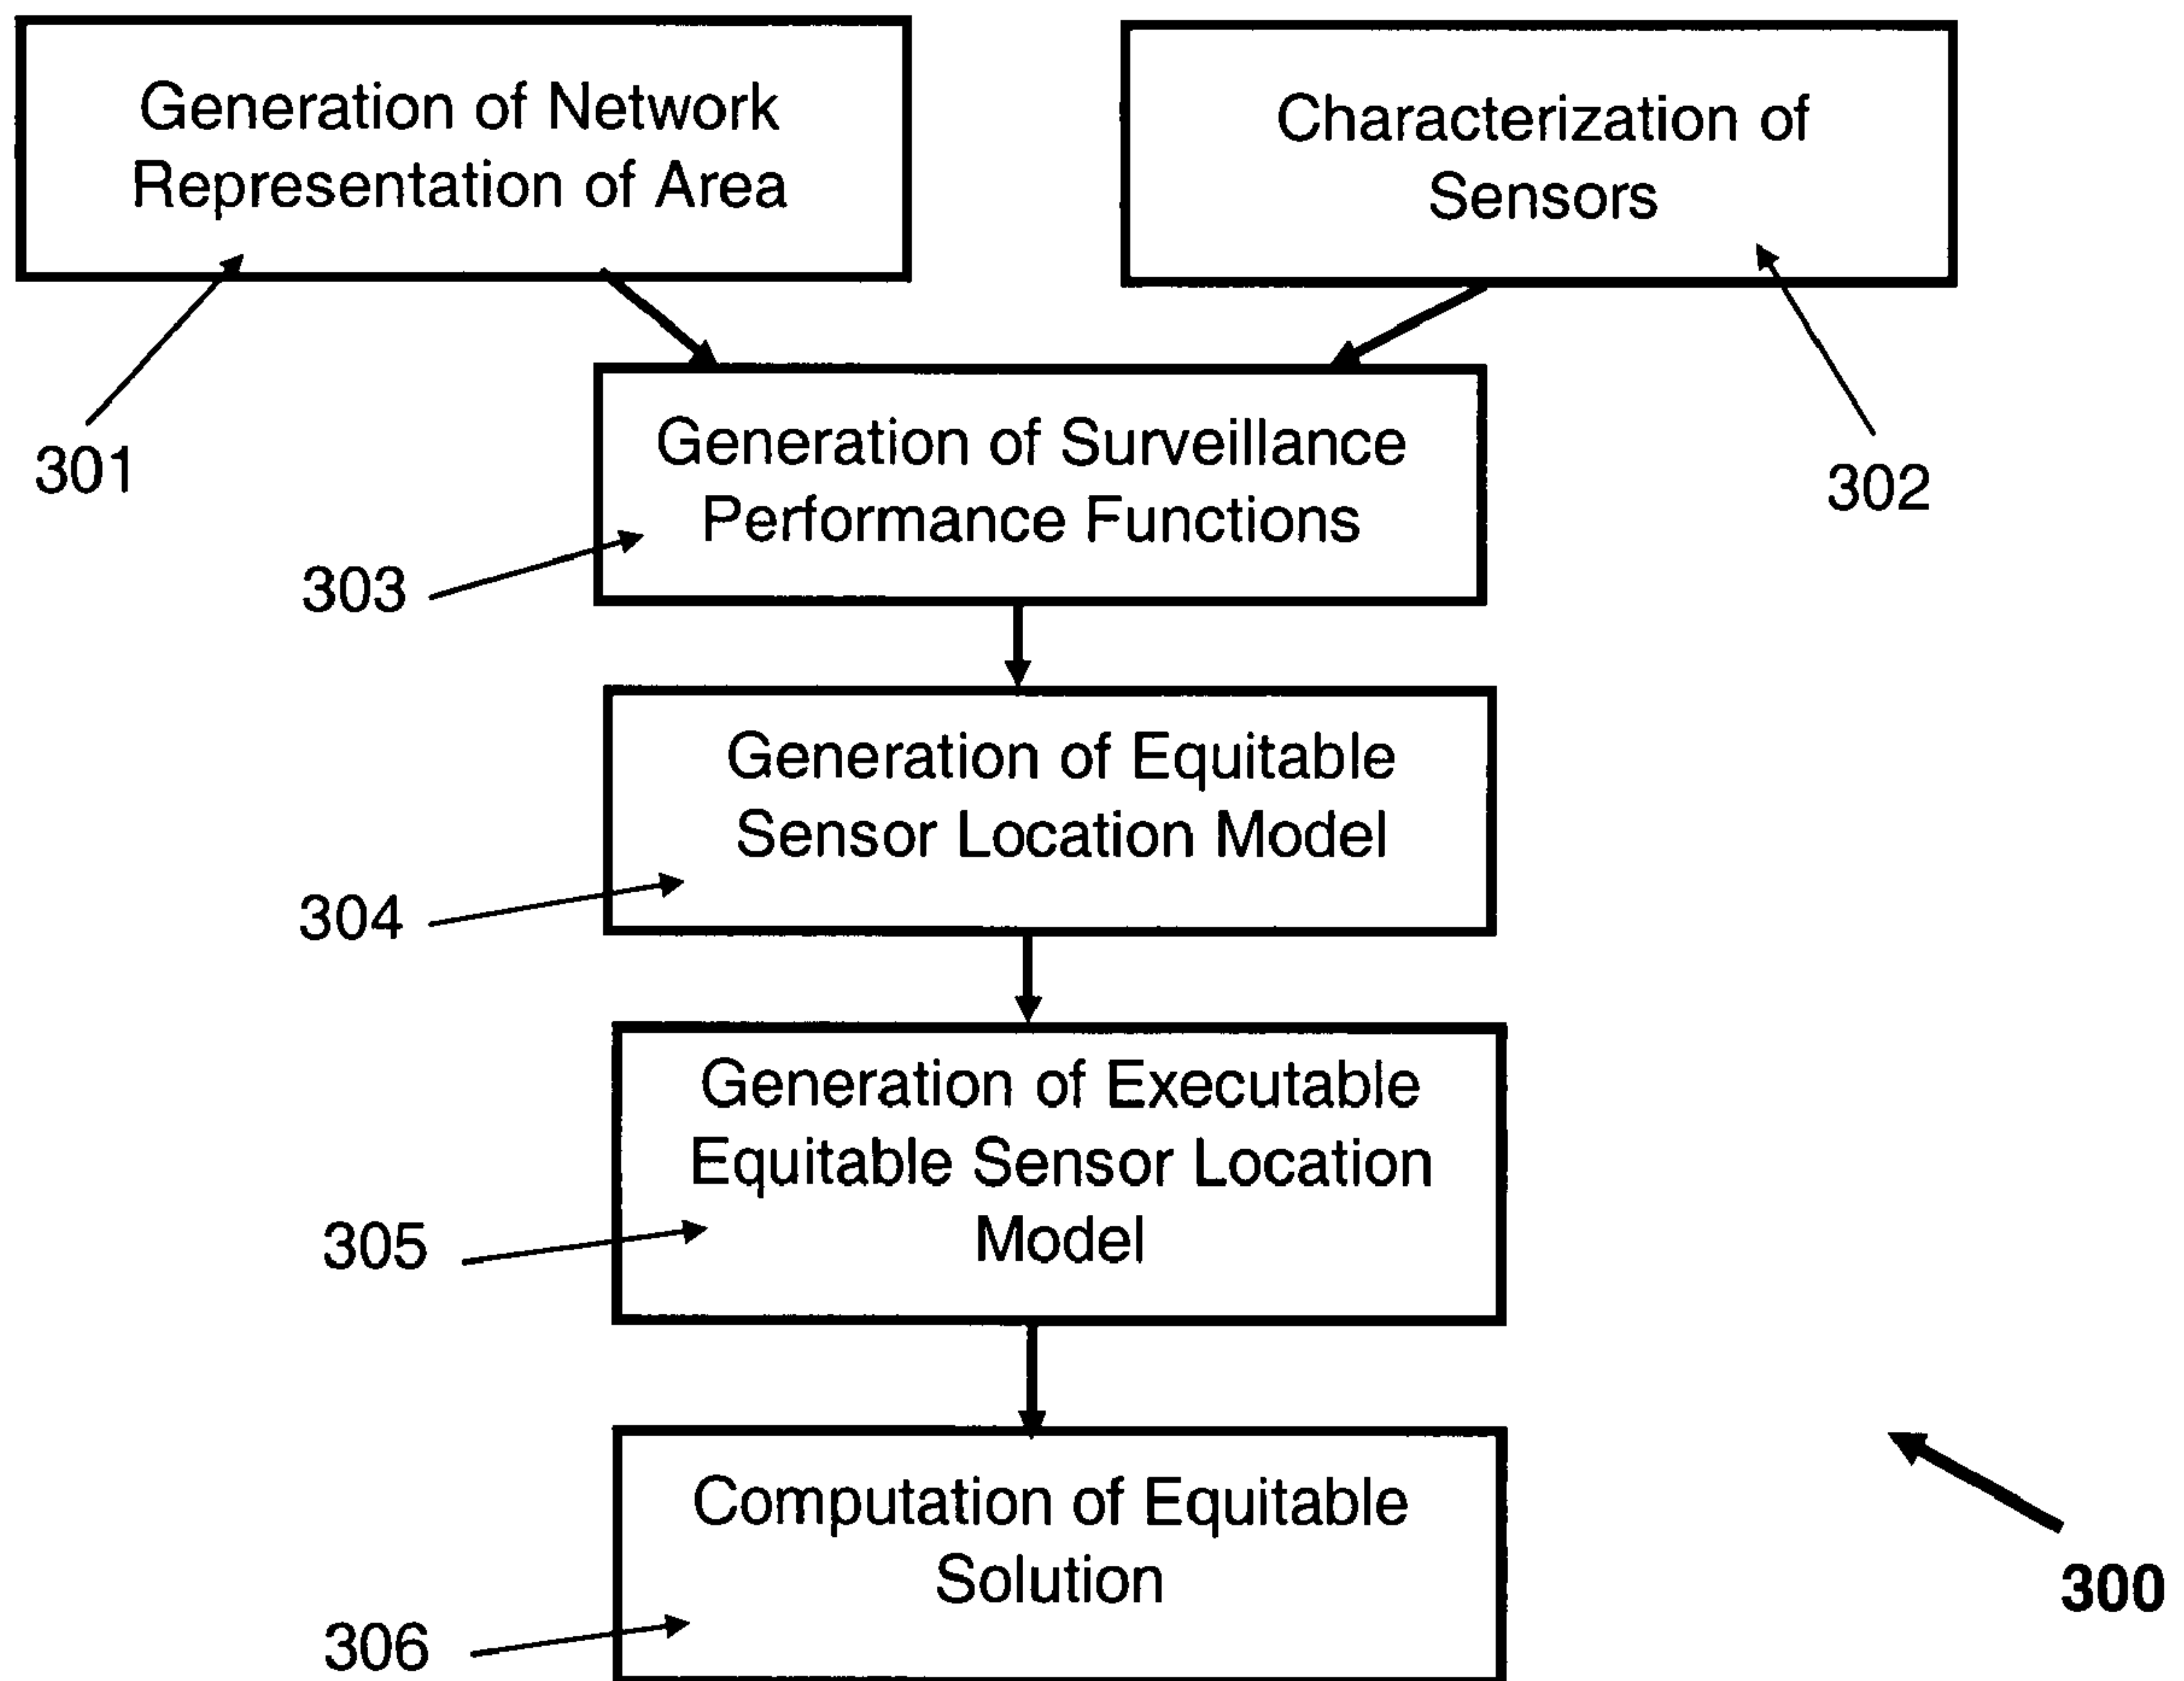 Generation of Network
Representation of Area
Characterization of
Sensors
301
302
Generation of Surveillance
Performance Functions
303
Generation of Equitable
Sensor Location Model
304
Generation of Executable
Equitable Sensor Location
Model
305
Computation of Equitable
Solution
306
300